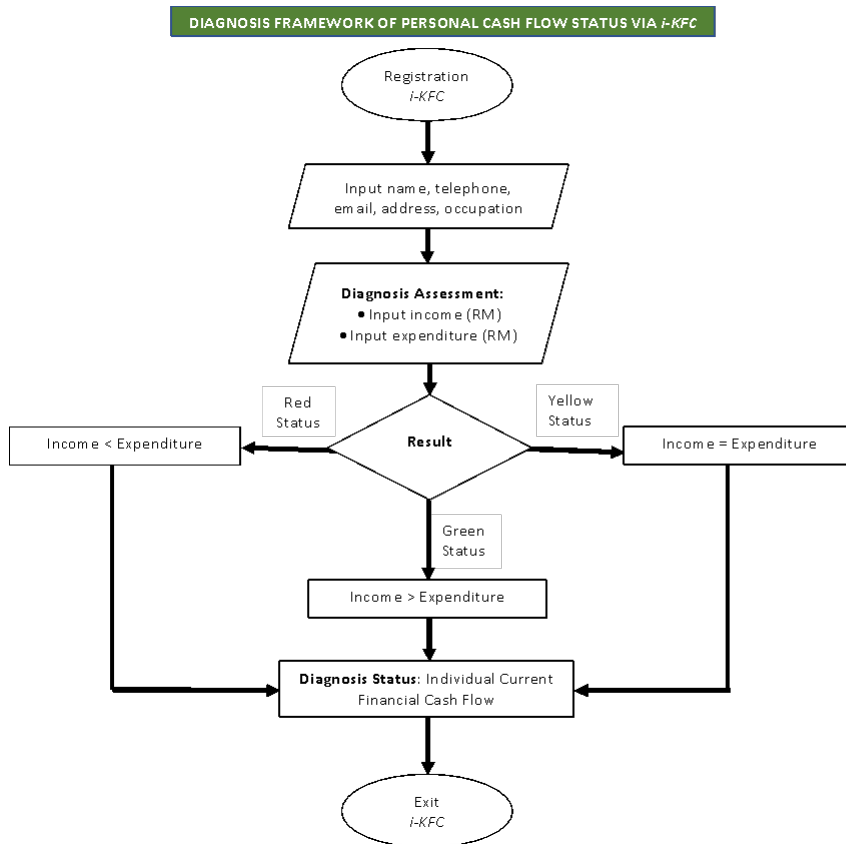 DIAGNOSIS FRAMEWORK OF PERSONAL CASH FLOW STATUS VIA i-KFC
Registration
i-KFC
Input name, telephone,
email, address, occupation
Diagnosis Assessment:
• Input income (RM)
• Input expenditure (RM)
Red
Status
Yellow
Status
Income < Expenditure
Result
Income = Expenditure
Green
Status
Income > Expenditure
Diagnosis Status: Individual Current
Financial Cash Flow
Exit
i-KFC